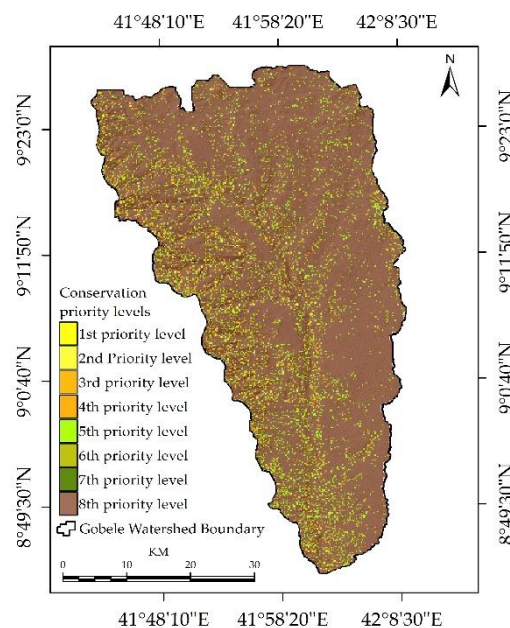 41°48'10"E 41°58'20"E 42°8'30"E
N
9°23'0"N 9°23'0"N
9°11'50"N 9°11'50"N
9°0'40"N 9°0'40"N
8°49'30"N 8°49'30"N
Conservation
priority levels
1st priority level
2nd Priority level
3rd priority level
4th priority level
5th priority level
6th priority level
7th priority level
8th priority level
Gobele Watershed Boundary
KM
0 10 20 30
41°48'10"E 41°58'20"E 42°8'30"E